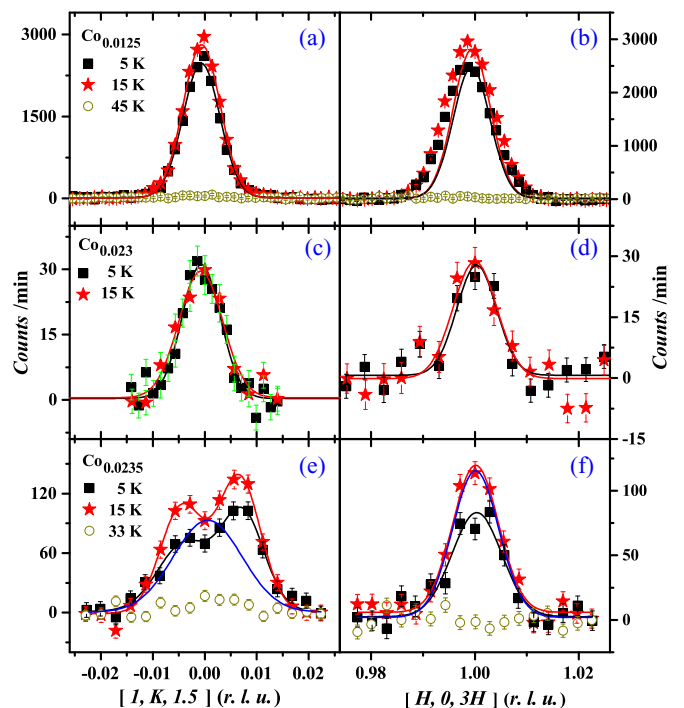 Co0.0125
5 K
15 K
45 K
(a)
(b)
3000
1500
0
3000
2000
1000
0
Counts /min
Co0.023
5 K
15 K
(c)
(d)
30
15
0
30
15
0
-15
Counts /min
Co0.0235
5 K
15 K
33 K
(e)
(f)
120
80
40
0
100
50
0
-0.02 -0.01 0.00 0.01 0.02
0.98 1.00 1.02
[ 1, K, 1.5 ] (r. l. u.)
[ H, 0, 3H ] (r. l. u.)